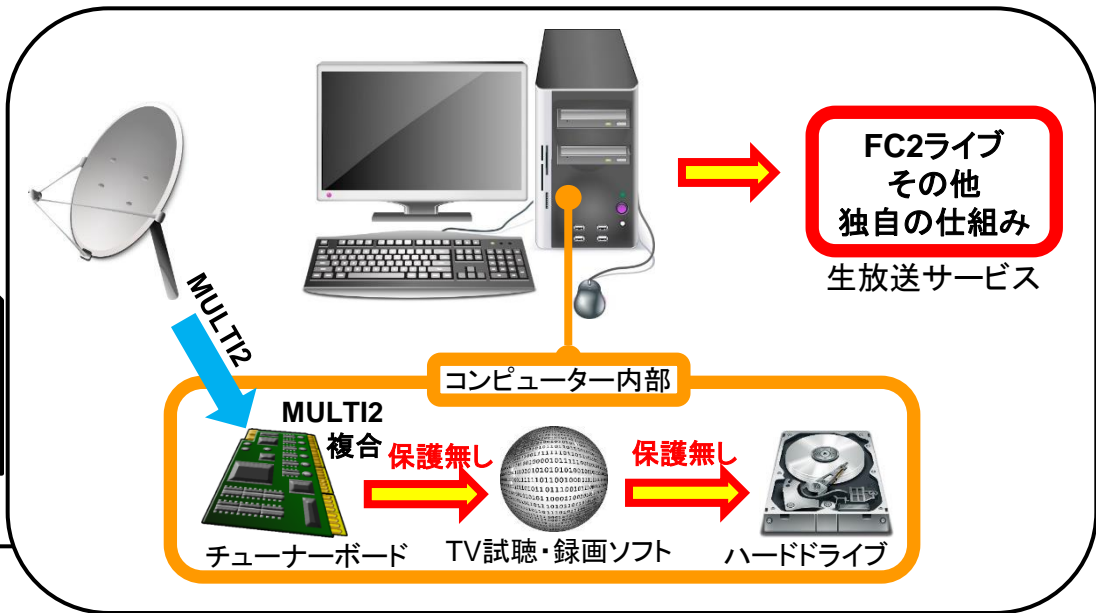 FC2ライブ
その他
独自の仕組み
生放送サービス
MULTI2
コンピューター内部
MULTI2
複合
保護無し
保護無し
チューナーボード
TV試聴・録画ソフト
ハードドライブ